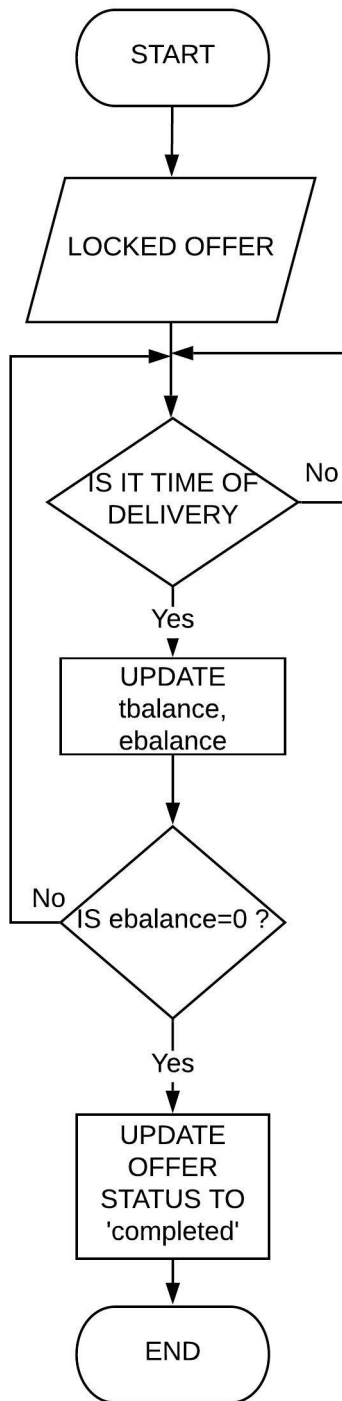 START
LOCKED OFFER
IS IT TIME OF
DELIVERY
No
Yes
UPDATE
tbalance,
ebalance
No
IS ebalance=0 ?
Yes
UPDATE
OFFER
STATUS TO
'completed'
END